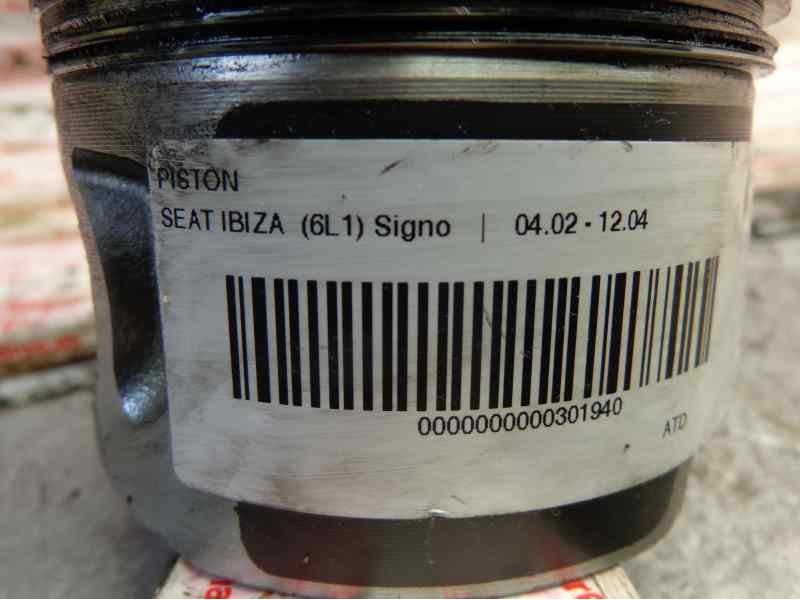 PISTON
SEAT IBIZA (6L1) Signo | 04.02 - 12.04
0000000000301940
ATD